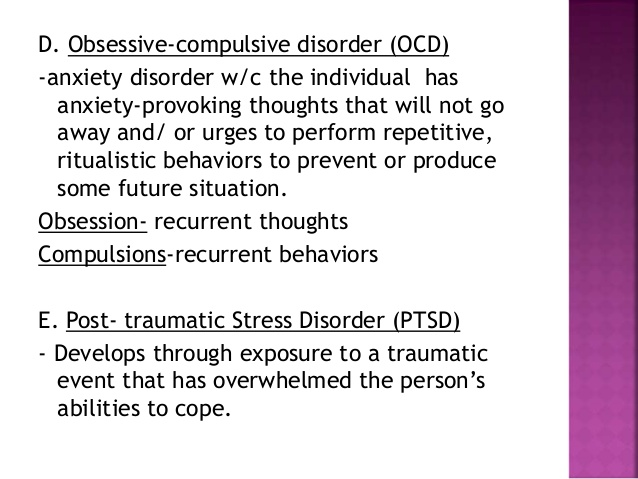 D. Obsessive-compulsive disorder (OCD)
-anxiety disorder w/c the individual has
anxiety-provoking thoughts that will not go
away and/ or urges to perform repetitive,
ritualistic behaviors to prevent or produce
some future situation.
Obsession- recurrent thoughts
Compulsions-recurrent behaviors
E. Post- traumatic Stress Disorder (PTSD)
- Develops through exposure to a traumatic
event that has overwhelmed the person’s
abilities to cope.